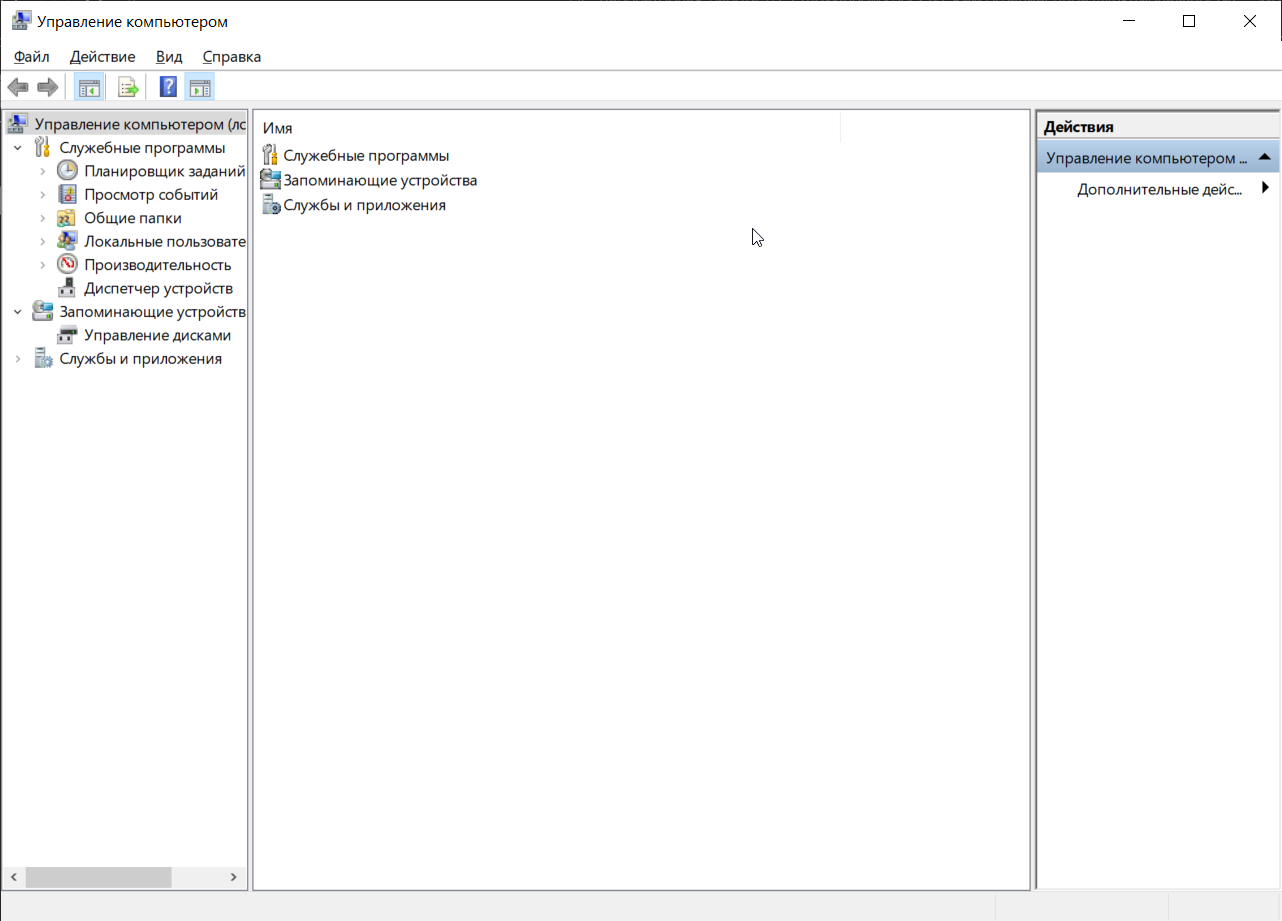 Управление компьютером
Файл Действие Вид Справка
Управление компьютером (лс
Служебные программы
Планировщик заданий
Просмотр событий
Общие папки
Локальные пользовате
Производительность
Диспетчер устройств
Запоминающие устройств
Управление дисками
Службы и приложения
Имя
Служебные программы
Запоминающие устройства
Службы и приложения
Действия
Управление компьютером ...
Дополнительные дейс...